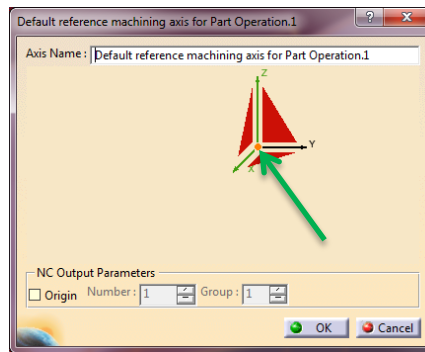 Default reference machining axis for Part Operation.1
?
X
Axis Name : Default reference machining axis for Part Operation.1
Z
Y
X
NC Output Parameters
Origin Number : 1 Group : 1
OK Cancel